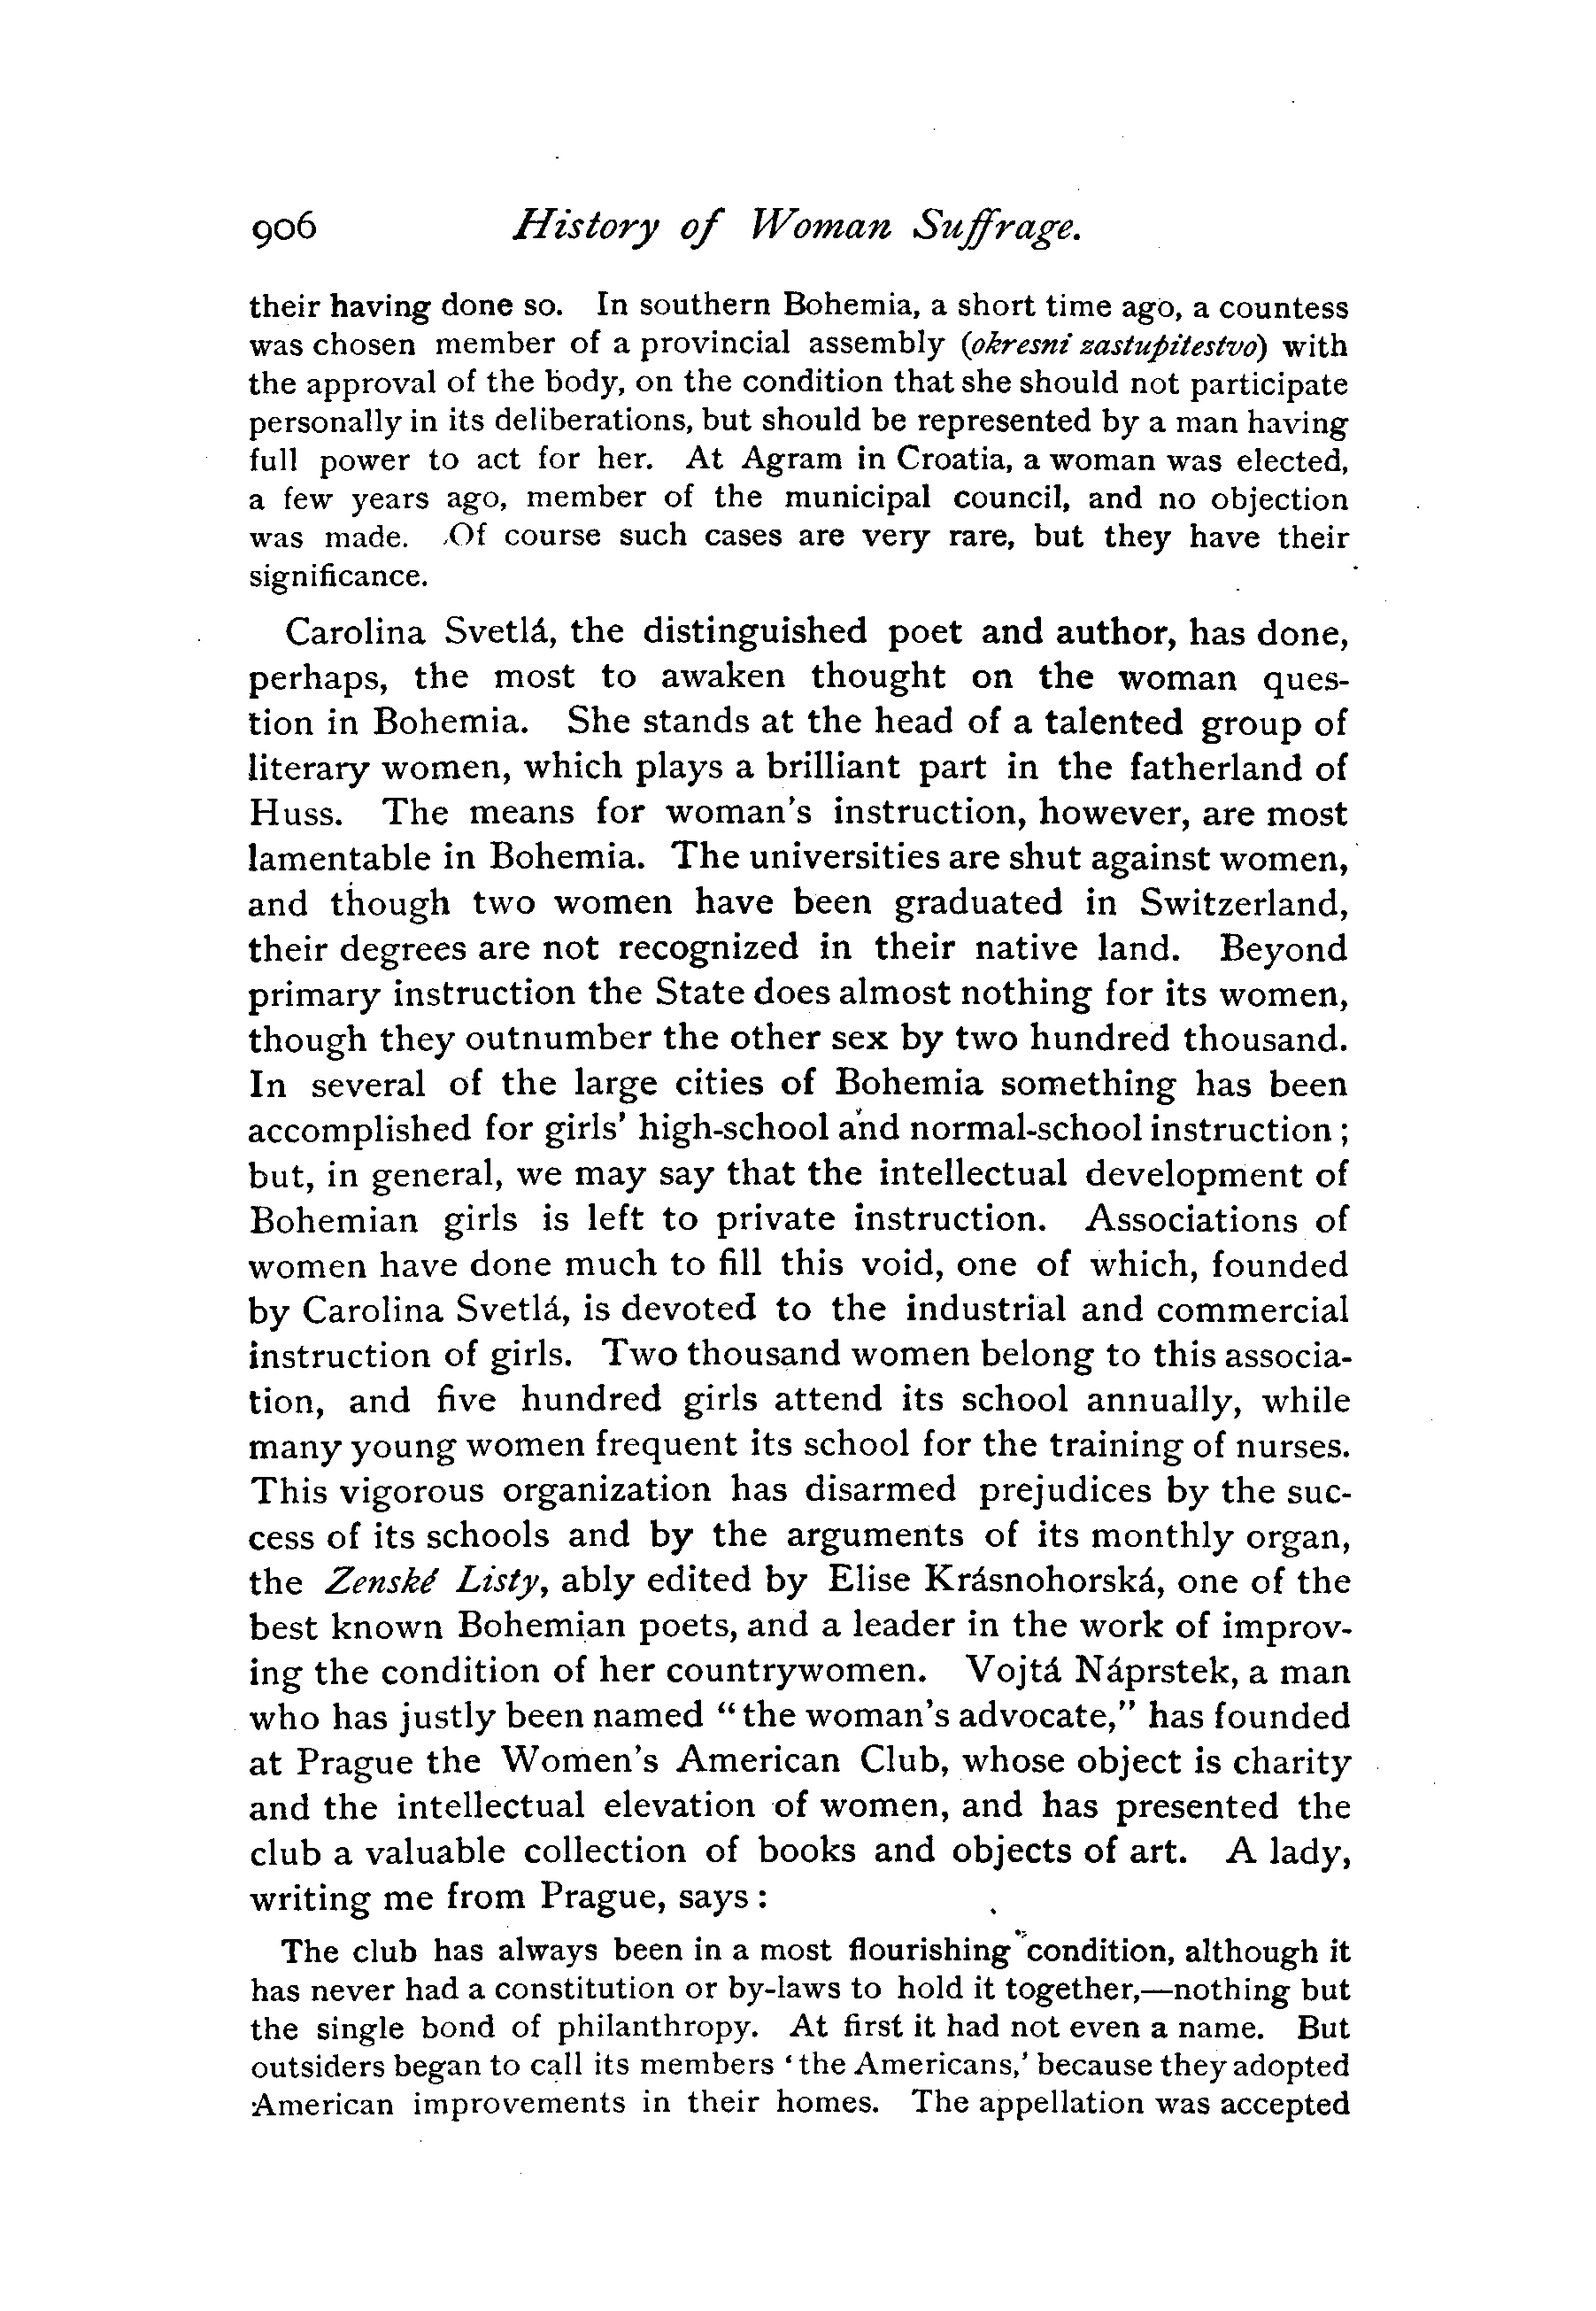 906 History of Woman Suffrage.
their having done so. In southern Bohemia, a short time ago, a countess
was chosen member of a provincial assembly (okresni zastupitestvo) with
the approval of the body, on the condition that she should not participate
personally in its deliberations, but should be represented by a man having
full power to act for her. At Agram in Croatia, a woman was elected,
a few years ago, member of the municipal council, and no objection
was made. Of course such cases are very rare, but they have their
significance.
Carolina Svetlá, the distinguished poet and author, has done,
perhaps, the most to awaken thought on the woman ques-
tion in Bohemia. She stands at the head of a talented group of
literary women, which plays a brilliant part in the fatherland of
Huss. The means for woman's instruction, however, are most
lamentable in Bohemia. The universities are shut against women,
and though two women have been graduated in Switzerland,
their degrees are not recognized in their native land. Beyond
primary instruction the State does almost nothing for its women,
though they outnumber the other sex by two hundred thousand.
In several of the large cities of Bohemia something has been
accomplished for girls' high-school and normal-school instruction;
but, in general, we may say that the intellectual development of
Bohemian girls is left to private instruction. Associations of
women have done much to fill this void, one of which, founded
by Carolina Svetlá, is devoted to the industrial and commercial
instruction of girls. Two thousand women belong to this associa-
tion, and five hundred girls attend its school annually, while
many young women frequent its school for the training of nurses.
This vigorous organization has disarmed prejudices by the suc-
cess of its schools and by the arguments of its monthly organ,
the Zenské Listy, ably edited by Elise Krásnohorská, one of the
best known Bohemian poets, and a leader in the work of improv-
ing the condition of her countrywomen. Vojtá Náprstek, a man
who has justly been named "the woman's advocate," has founded
at Prague the Women's American Club, whose object is charity
and the intellectual elevation of women, and has presented the
club a valuable collection of books and objects of art. A lady,
writing me from Prague, says:
The club has always been in a most flourishing condition, although it
has never had a constitution or by-laws to hold it together,—nothing but
the single bond of philanthropy. At first it had not even a name. But
outsiders began to call its members 'the Americans,' because they adopted
American improvements in their homes. The appellation was accepted